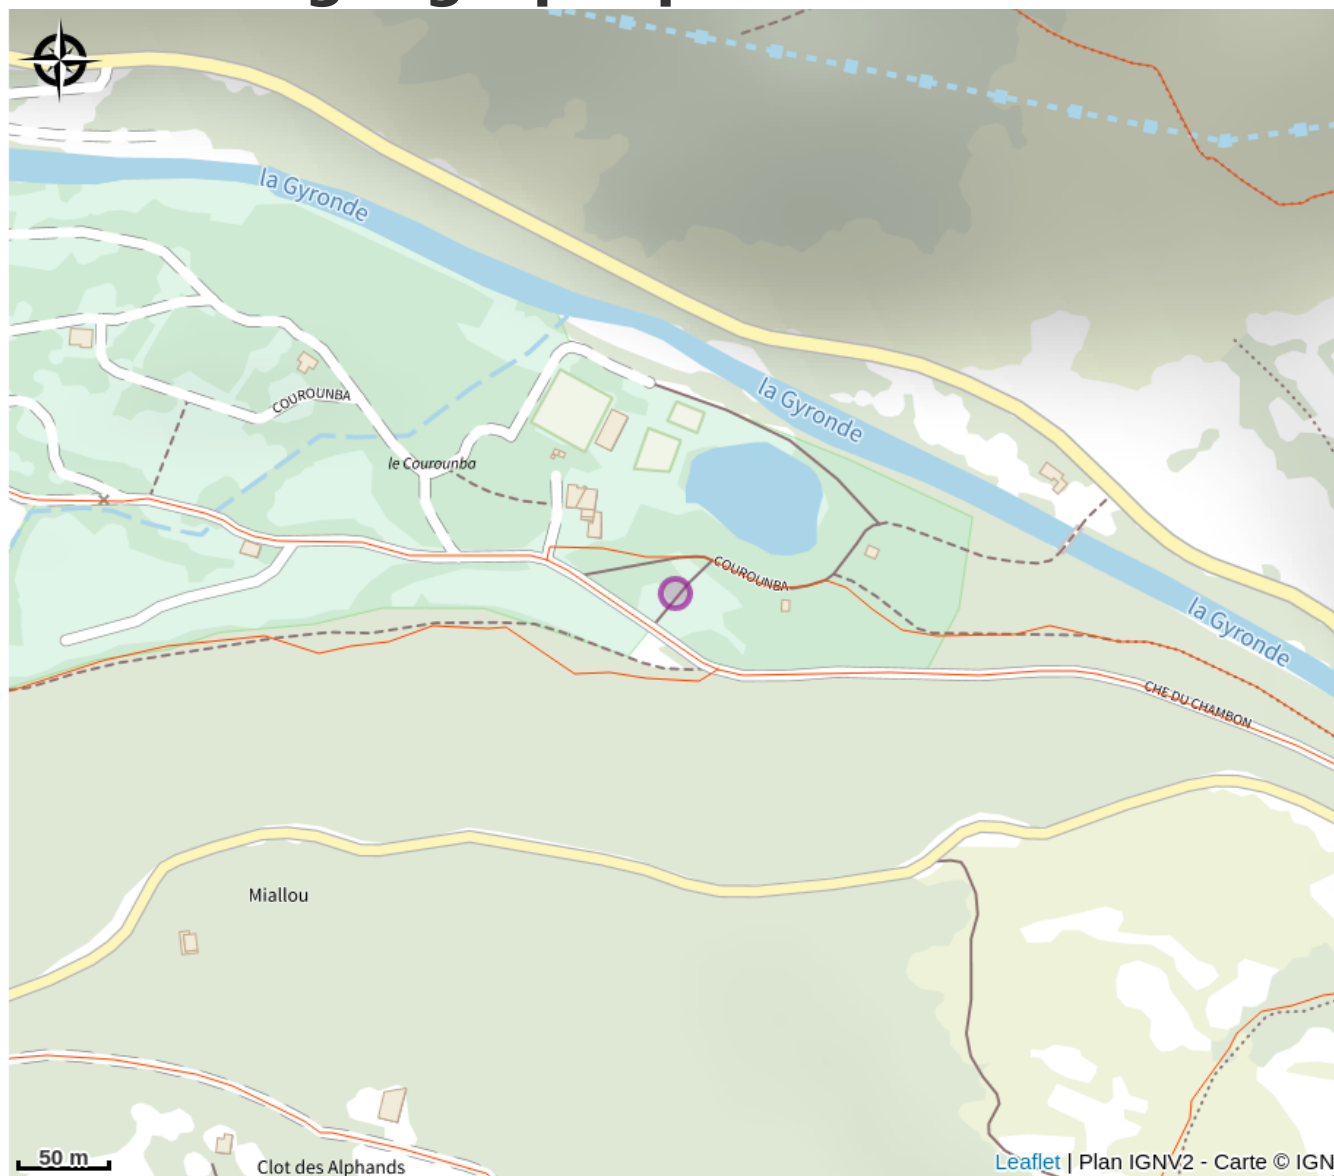 la Gyronde
la Gyronde
COUROUNBA
le Courounba
COUROUNBA
la Gyronde
CHE DU CHAMBON
Miallou
50 m
Clot des Alphands
Leaflet | Plan IGNV2 - Carte © IGN